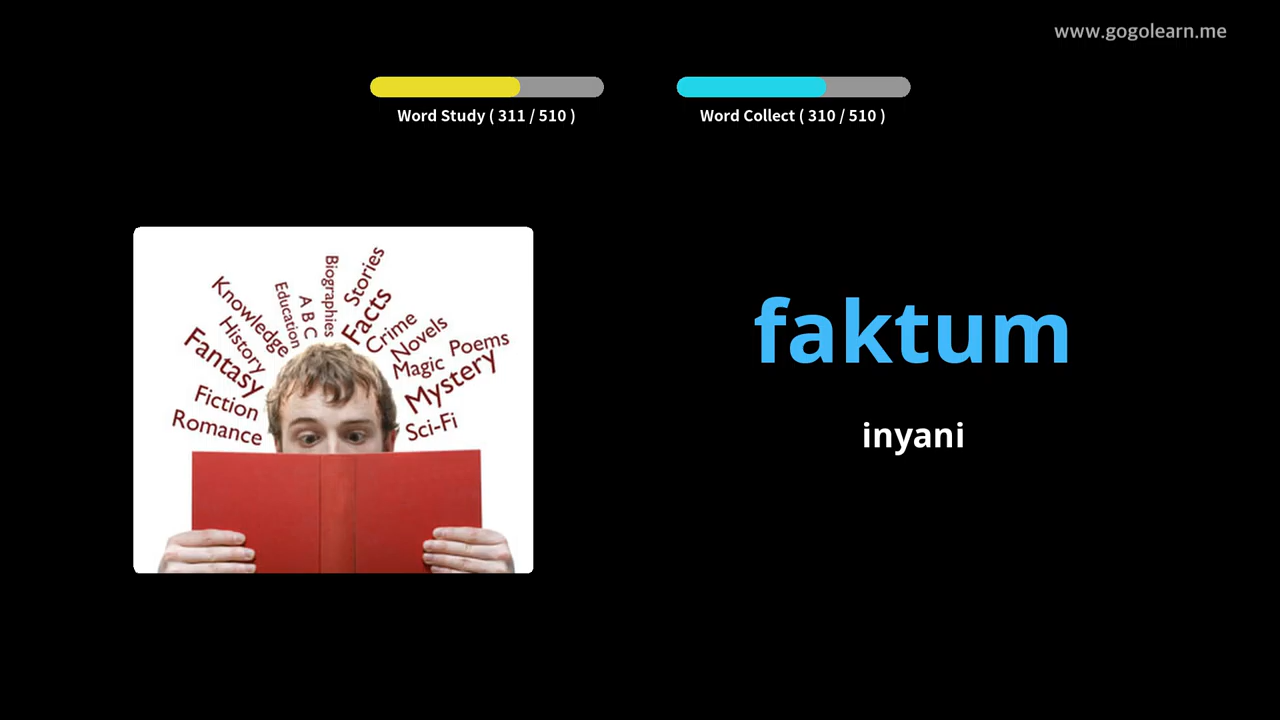 www.gogolearn.me
Word Study ( 311 / 510 )
Word Collect ( 310 / 510 )
Stories
Biographies
Facts
Education
A B C
Knowledge
Crime
History
Novels
Poems
Fantasy
Magic
Mystery
Fiction
Romance
Sci-Fi
faktum
inyani